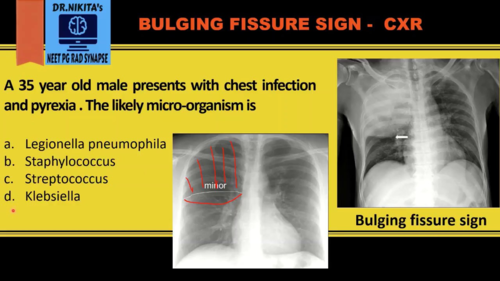 DR.NIKITA's
NEET PG RAD SYNAPSE
BULGING FISSURE SIGN - CXR
A 35 year old male presents with chest infection
and pyrexia . The likely micro-organism is
a. Legionella pneumophila
b. Staphylococcus
c. Streptococcus
d. Klebsiella
minor
Bulging fissure sign